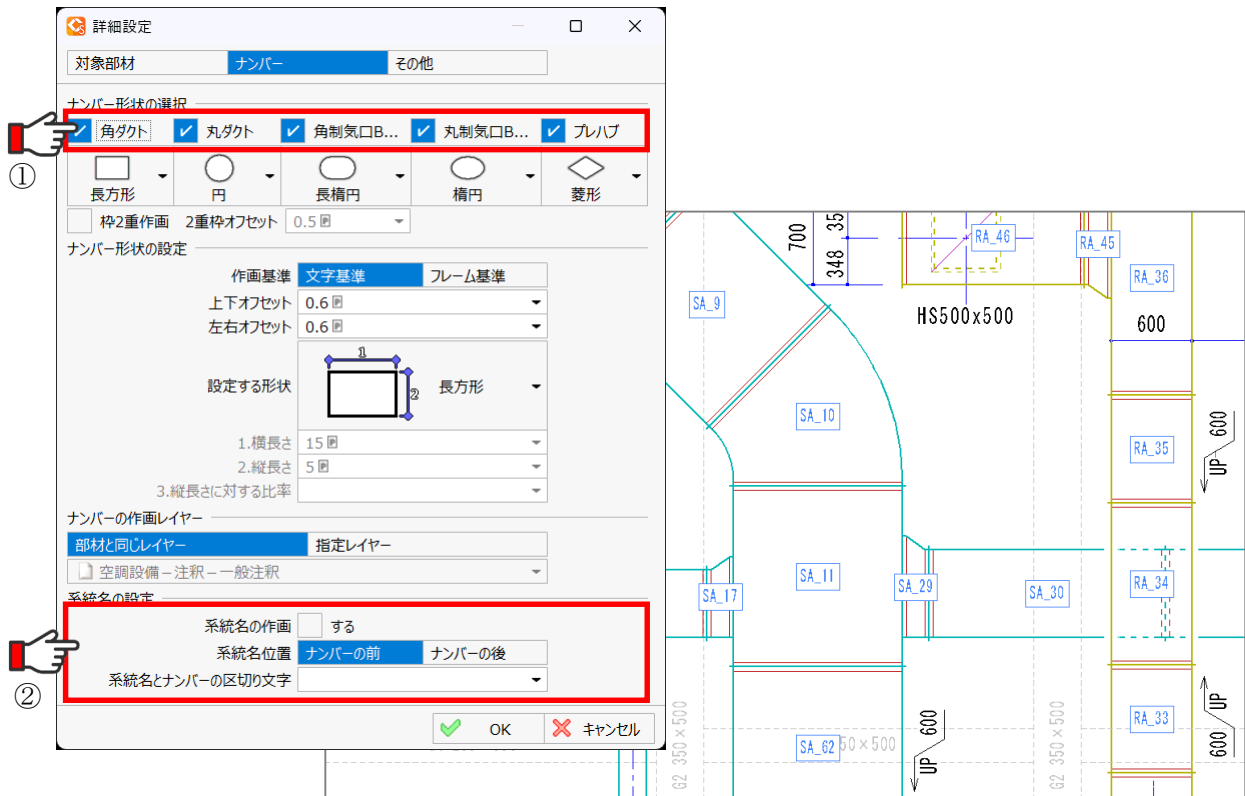 詳細設定
対象部材 ナンバー その他
ナンバー形状の選択
角ダクト 丸ダクト 角制気口B... 丸制気口B... プレハブ
①
長方形 円 長楕円 楕円 菱形
枠2重作画 2重枠オフセット 0.5
ナンバー形状の設定
作画基準 文字基準 フレーム基準
上下オフセット 0.6
左右オフセット 0.6
設定する形状 1 2 長方形
1.横長さ 15
2.縦長さ 5
3.縦長さに対する比率
ナンバーの作画レイヤー
部材と同じレイヤー 指定レイヤー
空調設備－注釈－一般注釈
系統名の設定
系統名の作画 する
系統名位置 ナンバーの前 ナンバーの後
系統名とナンバーの区切り文字
②
OK キャンセル
700
35
348
RA_46
RA_45
RA_36
SA_9
HS500x500
600
SA_10
RA_35
600
UP
SA_11
SA_17
SA_29
SA_30
RA_34
RA_33
UP
600
SA_62
50×500
600
UP
G2 350×500
G2 350×500